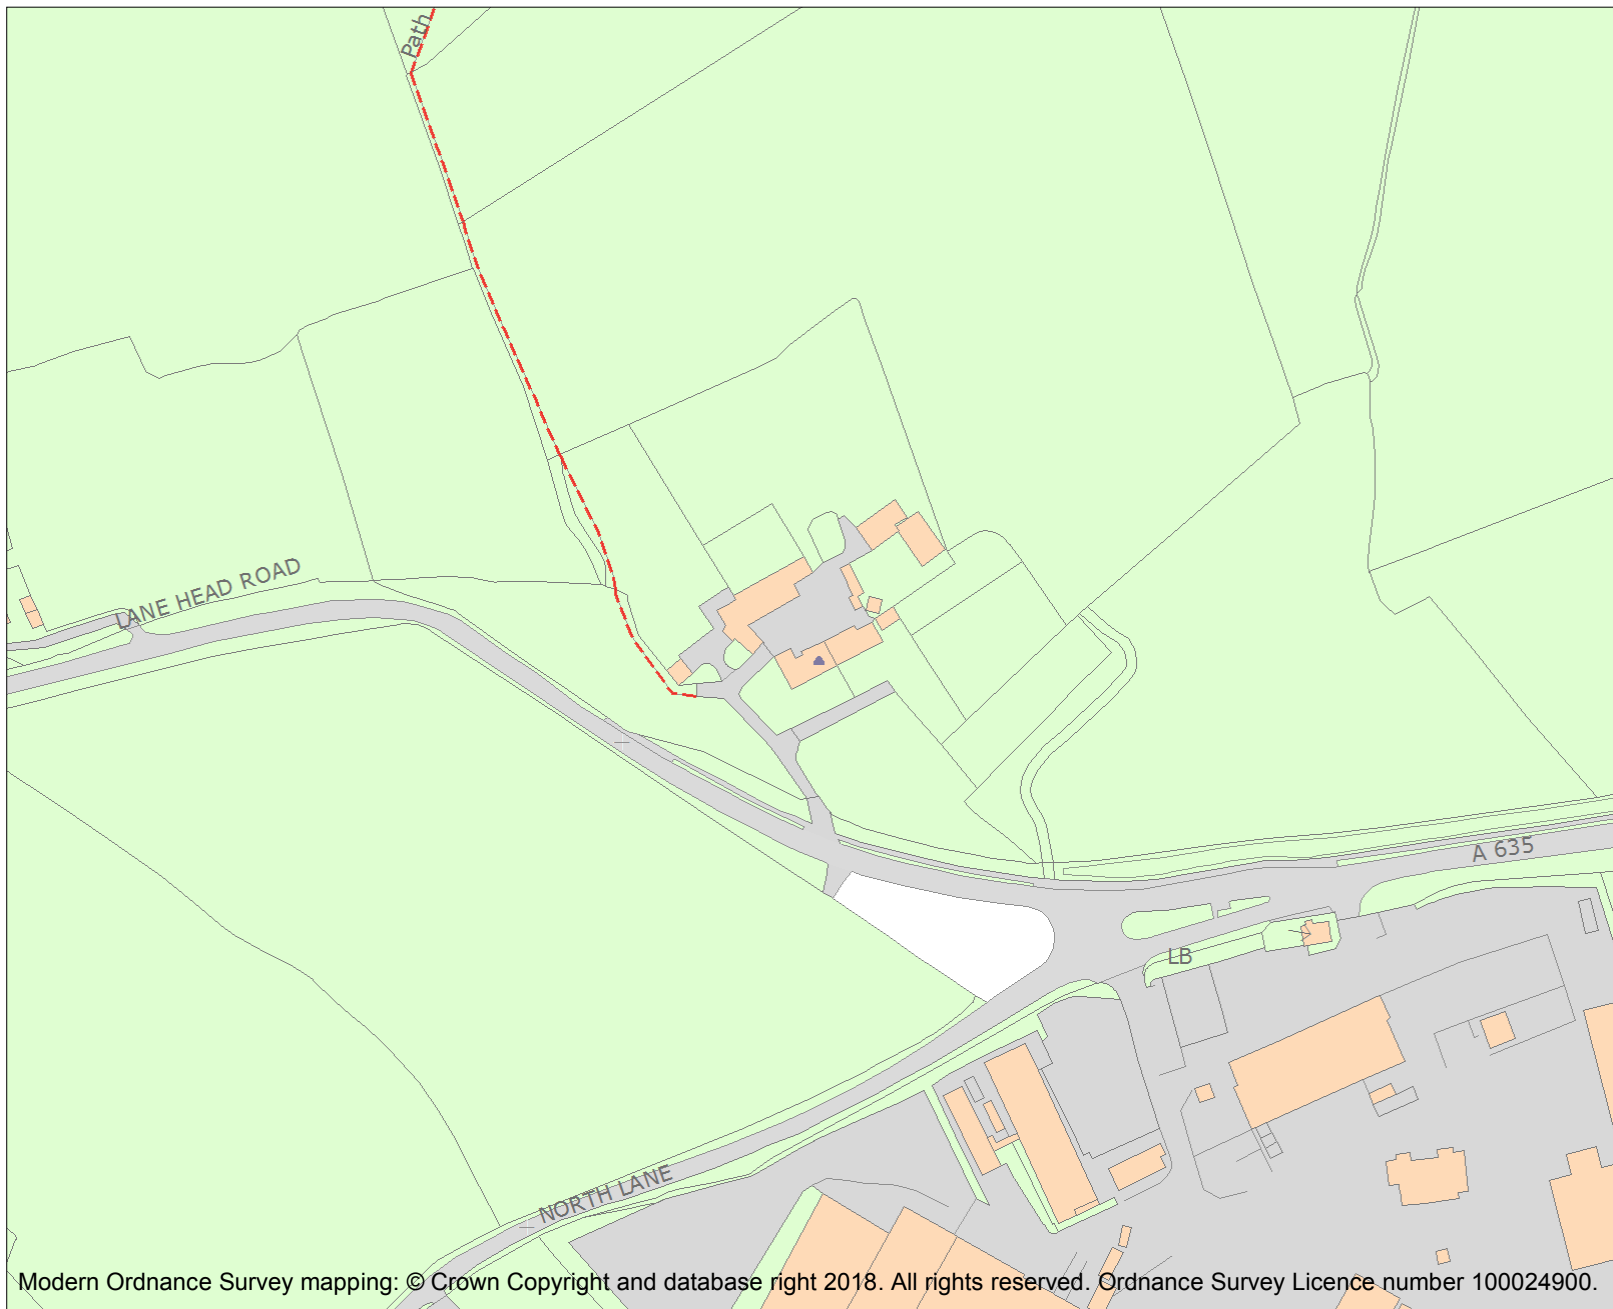 Path
LANE HEAD ROAD
A 635
LB
NORTH LANE
Modern Ordnance Survey mapping: © Crown Copyright and database right 2018. All rights reserved. Ordnance Survey Licence number 100024900.